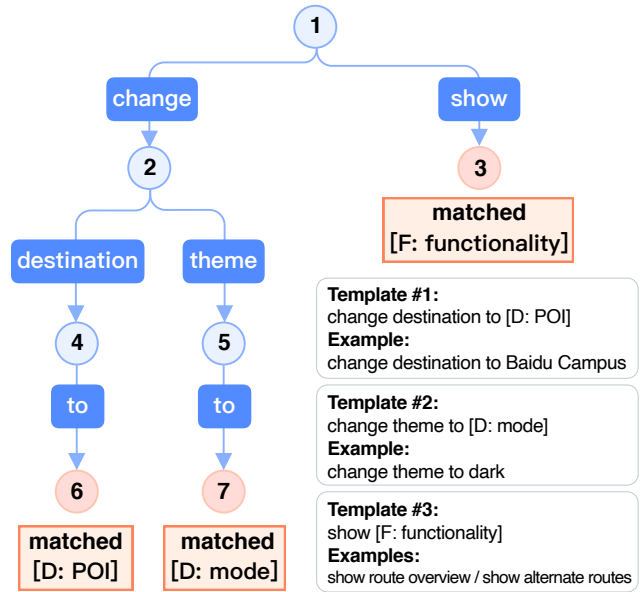 1
change
show
2
3
matched
[F: functionality]
destination
theme
4
5
to
to
6
7
matched
[D: POI]
matched
[D: mode]
Template #1:
change destination to [D: POI]
Example:
change destination to Baidu Campus
Template #2:
change theme to [D: mode]
Example:
change theme to dark
Template #3:
show [F: functionality]
Examples:
show route overview / show alternate routes